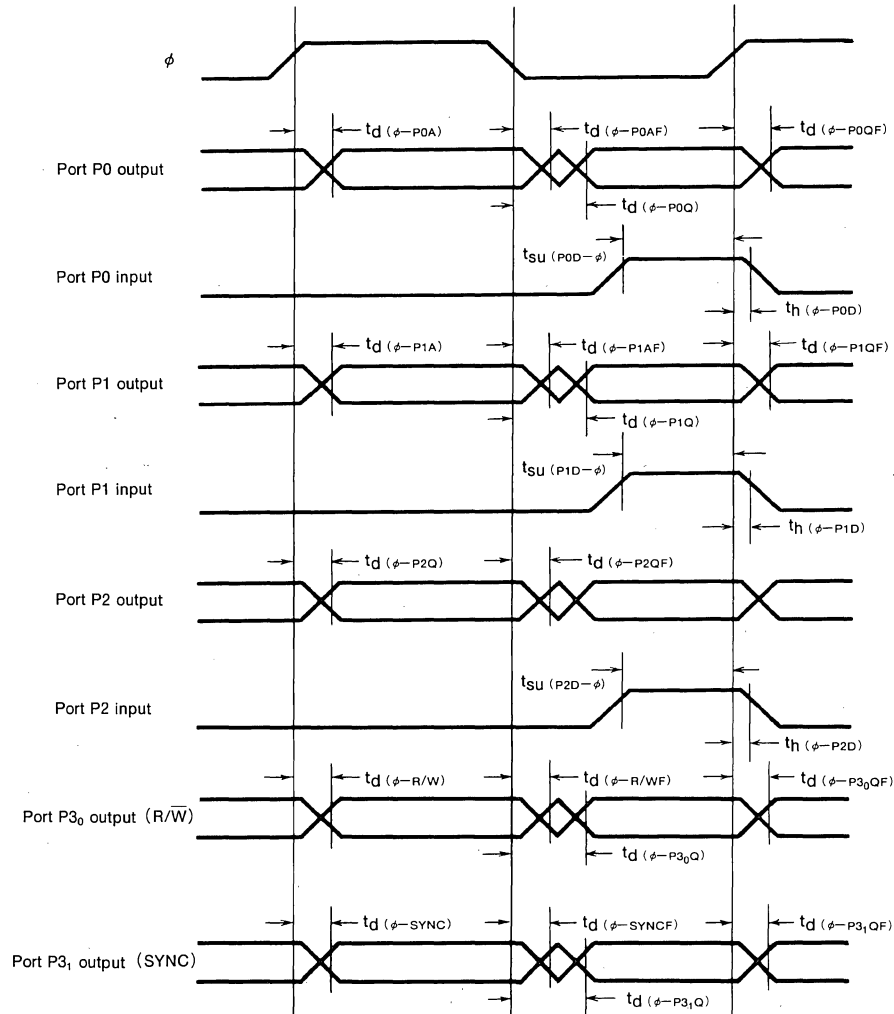 ϕ
td (ϕ−P0A) td (ϕ−P0AF) td (ϕ−P0QF)
Port P0 output
td (ϕ−P0Q)
tsu (P0D−ϕ)
Port P0 input
th (ϕ−P0D)
td (ϕ−P1A) td (ϕ−P1AF) td (ϕ−P1QF)
Port P1 output
td (ϕ−P1Q)
tsu (P1D−ϕ)
Port P1 input
th (ϕ−P1D)
td (ϕ−P2Q) td (ϕ−P2QF)
Port P2 output
tsu (P2D−ϕ)
Port P2 input
th (ϕ−P2D)
td (ϕ−R/W) td (ϕ−R/WF) td (ϕ−P3₀QF)
Port P3₀ output (R/W̅)
td (ϕ−P3₀Q)
td (ϕ−SYNC) td (ϕ−SYNCF) td (ϕ−P3₁QF)
Port P3₁ output (SYNC)
td (ϕ−P3₁Q)